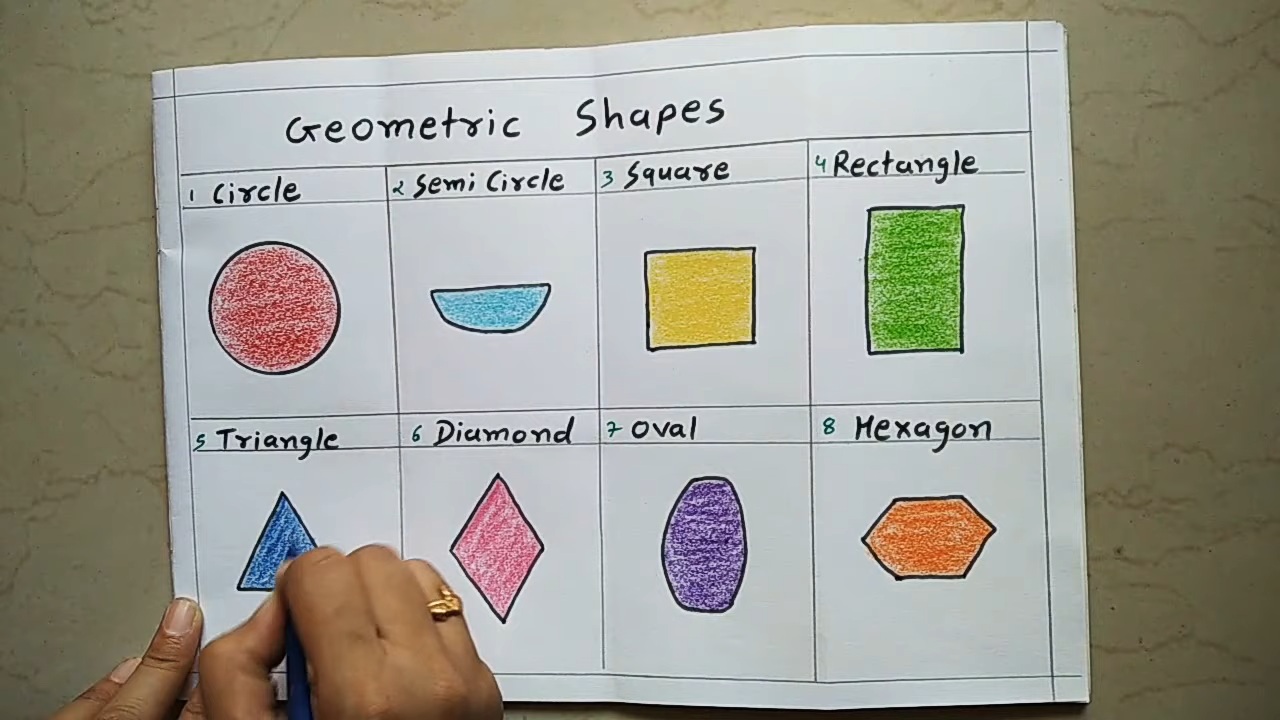 Geometric Shapes
1 Circle
2 Semi Circle
3 Square
4 Rectangle
5 Triangle
6 Diamond
7 Oval
8 Hexagon